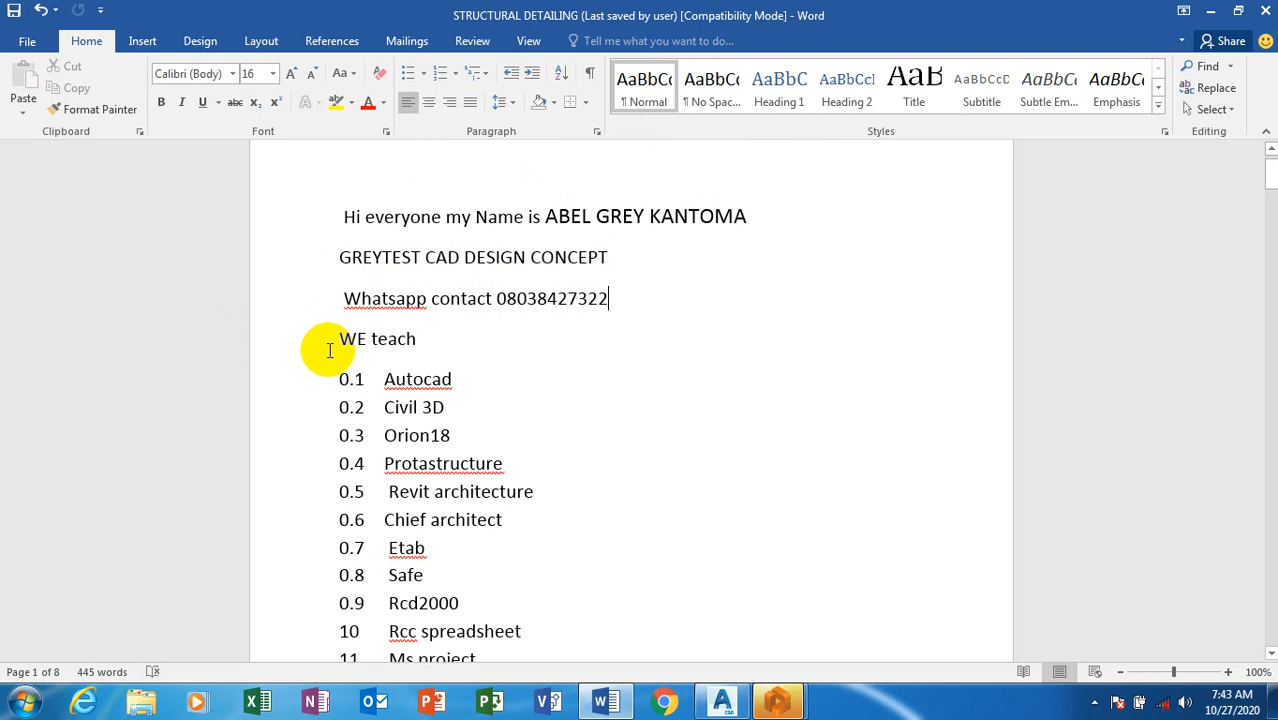 STRUCTURAL DETAILING (Last saved by user) [Compatibility Mode] - Word
File Home Insert Design Layout References Mailings Review View Tell me what you want to do... Share
Paste Cut Copy Format Painter
Clipboard
Calibri (Body) 16
Font
Paragraph
AaBbCc AaBbCc AaBbC AaBbCcI AaB AaBbCcD AaBbCc AaBbCc
¶ Normal ¶ No Spac... Heading 1 Heading 2 Title Subtitle Subtle Em... Emphasis
Styles
Find
Replace
Select
Editing
Hi everyone my Name is ABEL GREY KANTOMA
GREYTEST CAD DESIGN CONCEPT
Whatsapp contact 08038427322
WE teach
0.1 Autocad
0.2 Civil 3D
0.3 Orion18
0.4 Protastructure
0.5 Revit architecture
0.6 Chief architect
0.7 Etab
0.8 Safe
0.9 Rcd2000
10 Rcc spreadsheet
11 Ms project
Page 1 of 8 445 words 100%
7:43 AM
10/27/2020